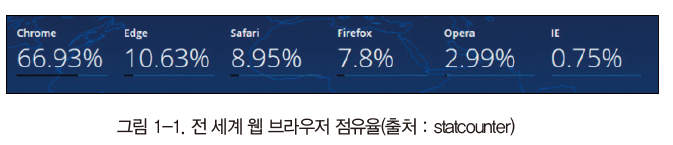 Chrome Edge Safari Firefox Opera IE
66.93% 10.63% 8.95% 7.8% 2.99% 0.75%
그림 1-1. 전 세계 웹 브라우저 점유율(출처 : statcounter)